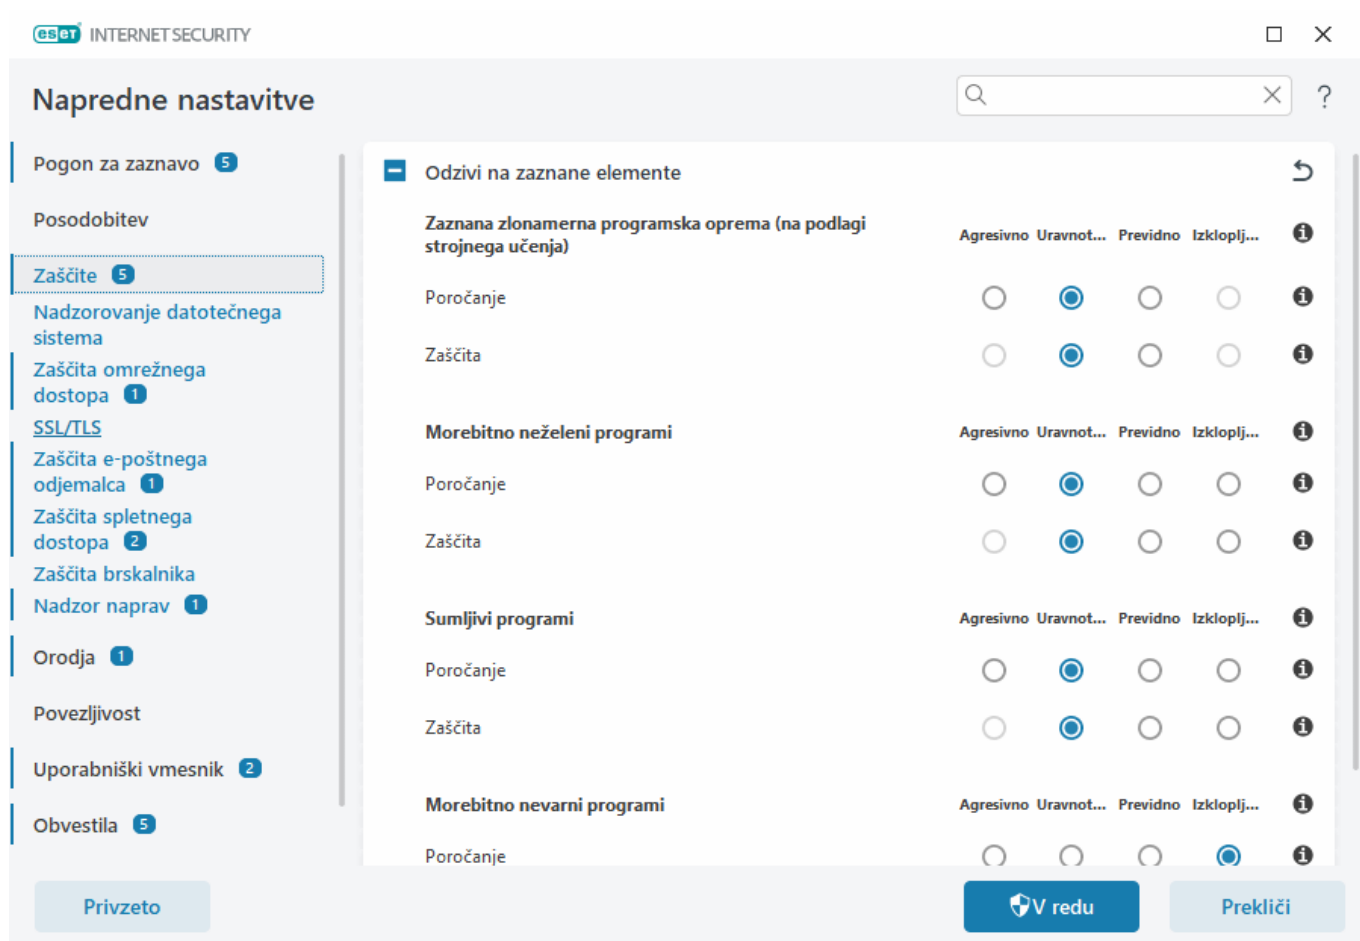 eset INTERNET SECURITY
Napredne nastavitve
?
Pogon za zaznavo 5
Posodobitev
Zaščite 5
Nadzorovanje datotečnega
sistema
Zaščita omrežnega
dostopa 1
SSL/TLS
Zaščita e-poštnega
odjemalca 1
Zaščita spletnega
dostopa 2
Zaščita brskalnika
Nadzor naprav 1
Orodja 1
Povezljivost
Uporabniški vmesnik 2
Obvestila 5
Odzivi na zaznane elemente
Zaznana zlonamerna programska oprema (na podlagi
strojnega učenja)
Agresivno Uravnot... Previdno Izkloplj...
Poročanje
Zaščita
Morebitno neželeni programi
Agresivno Uravnot... Previdno Izkloplj...
Poročanje
Zaščita
Sumljivi programi
Agresivno Uravnot... Previdno Izkloplj...
Poročanje
Zaščita
Morebitno nevarni programi
Agresivno Uravnot... Previdno Izkloplj...
Poročanje
Privzeto
V redu
Prekliči